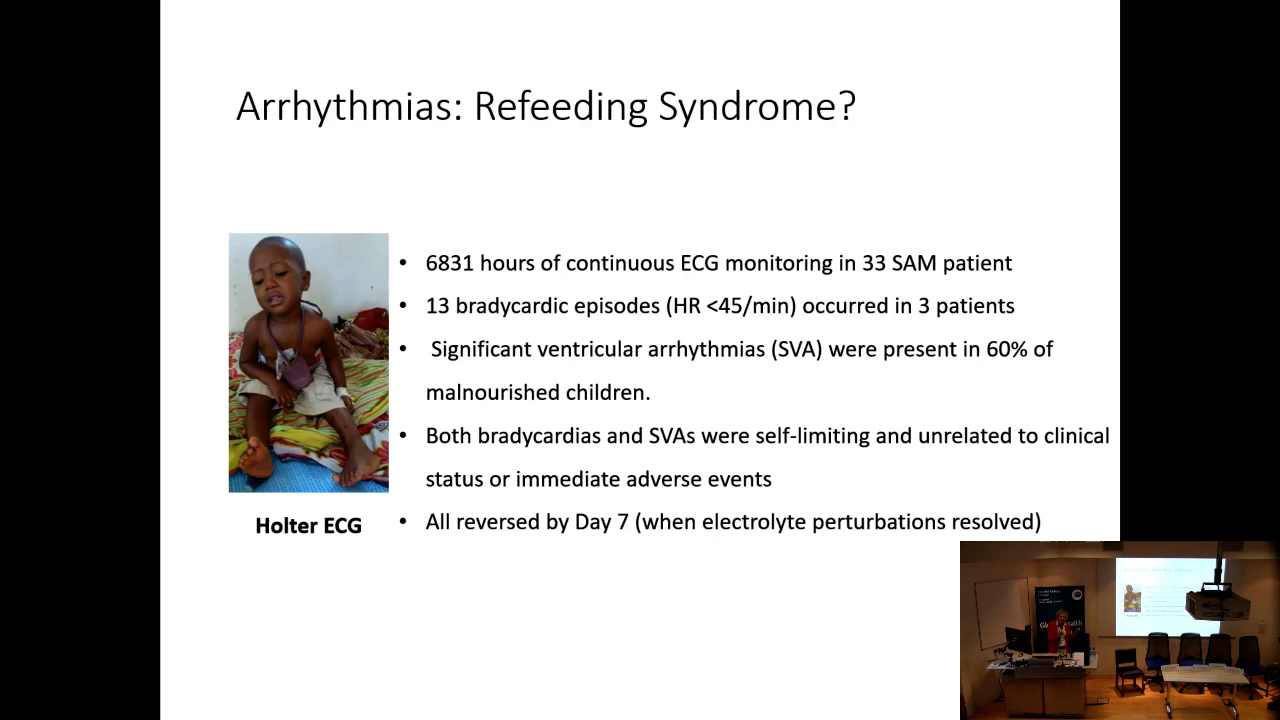 Arrhythmias: Refeeding Syndrome?
• 6831 hours of continuous ECG monitoring in 33 SAM patient
• 13 bradycardic episodes (HR <45/min) occurred in 3 patients
• Significant ventricular arrhythmias (SVA) were present in 60% of
malnourished children.
• Both bradycardias and SVAs were self-limiting and unrelated to clinical
status or immediate adverse events
• All reversed by Day 7 (when electrolyte perturbations resolved)
Holter ECG